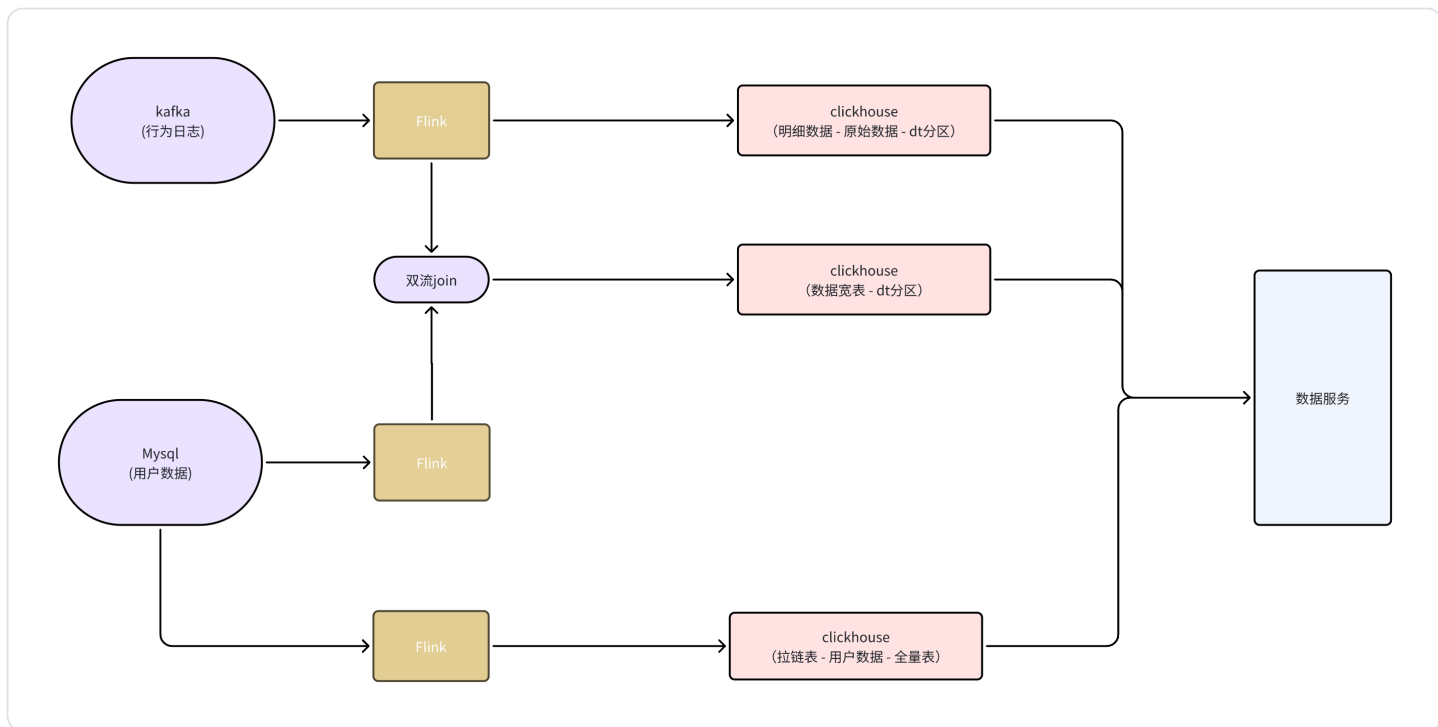 kafka
(行为日志)
Flink
clickhouse
（明细数据 - 原始数据 - dt分区）
双流join
clickhouse
（数据宽表 - dt分区）
数据服务
Mysql
(用户数据)
Flink
Flink
clickhouse
（拉链表 - 用户数据 - 全量表）